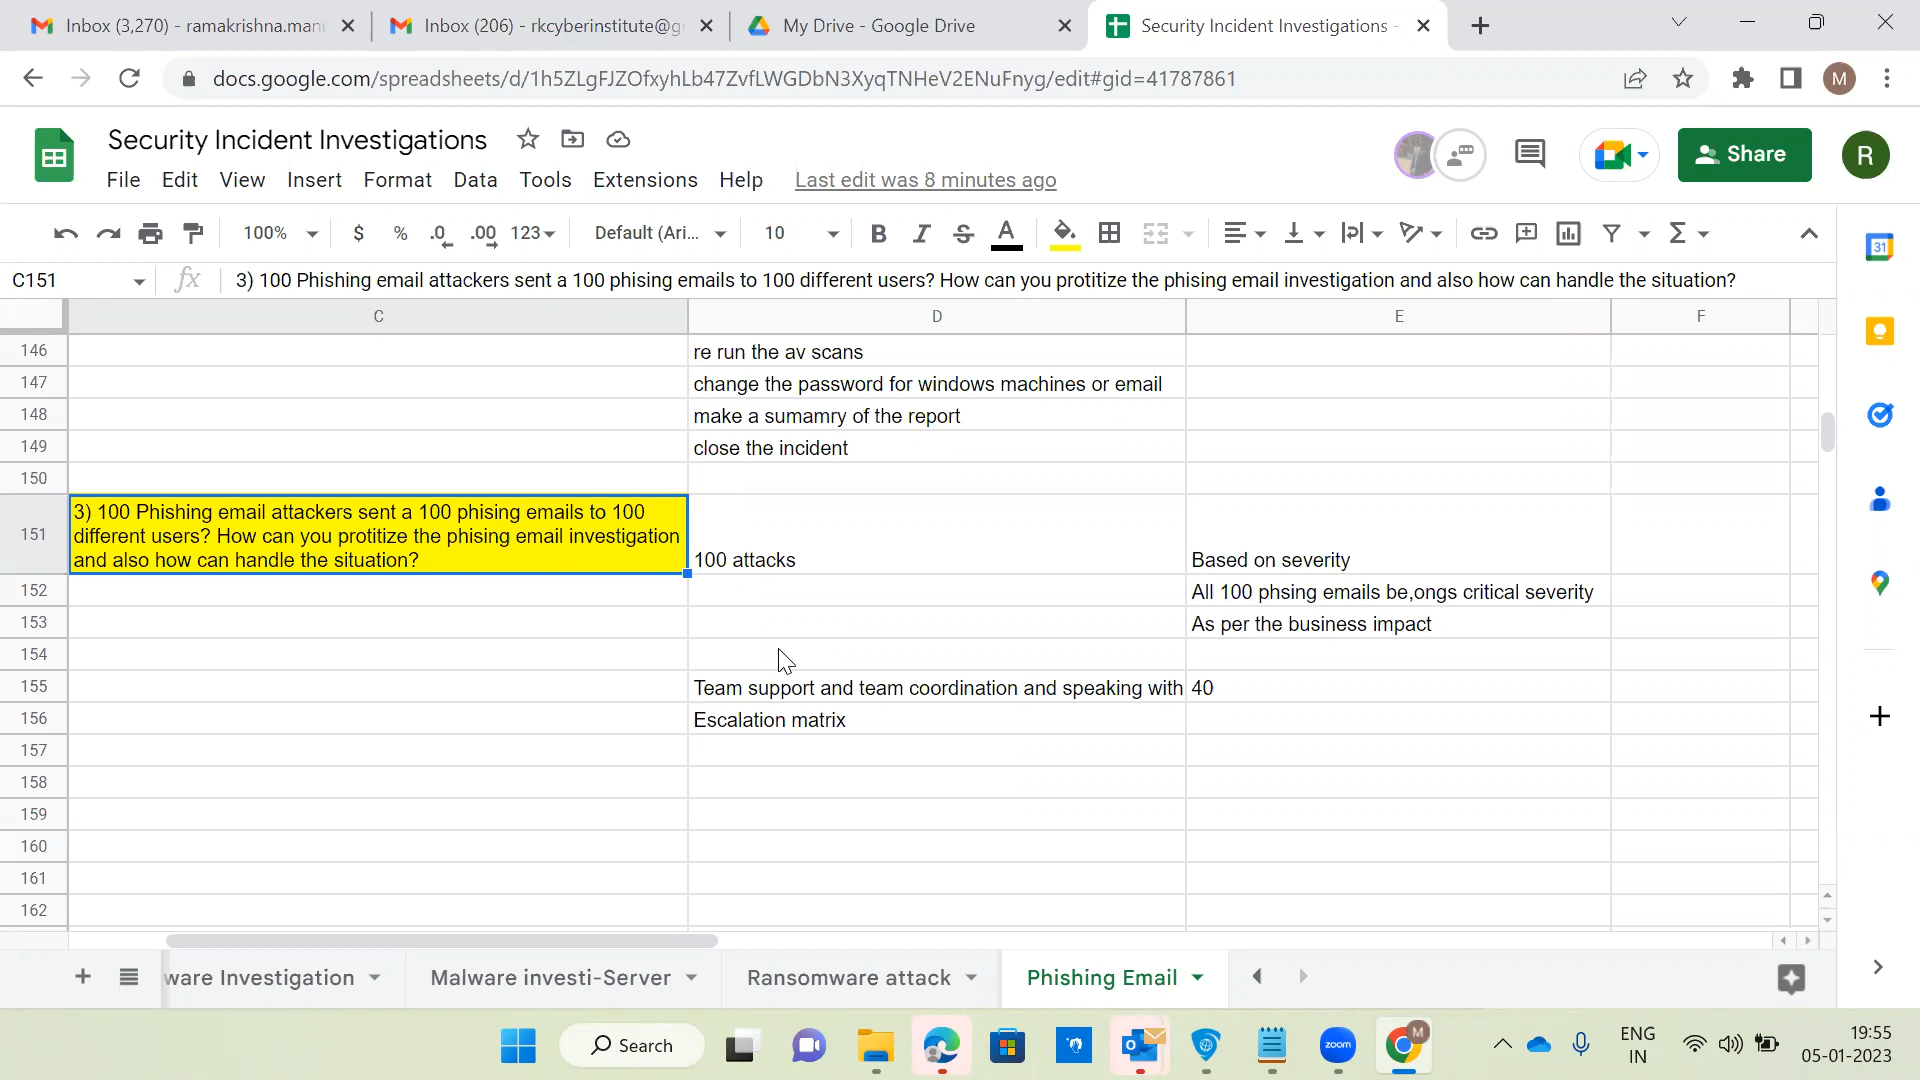 Inbox (3,270) - ramakrishna.man
Inbox (206) - rkcyberinstitute@g
My Drive - Google Drive
Security Incident Investigations -
docs.google.com/spreadsheets/d/1h5ZLgFJZOfxyhLb47ZvfLWGDbN3XyqTNHeV2ENuFnyg/edit#gid=41787861
M
Security Incident Investigations
Share
R
File Edit View Insert Format Data Tools Extensions Help Last edit was 8 minutes ago
100% $ % .0 .00 123 Default (Ari... 10 B I S A Σ
31
C151 fx 3) 100 Phishing email attackers sent a 100 phising emails to 100 different users? How can you protitize the phising email investigation and also how can handle the situation?
C D E F
146 re run the av scans
147 change the password for windows machines or email
148 make a sumamry of the report
149 close the incident
150
3) 100 Phishing email attackers sent a 100 phising emails to 100
151 different users? How can you protitize the phising email investigation
and also how can handle the situation? 100 attacks Based on severity
152 All 100 phsing emails be,ongs critical severity
153 As per the business impact
154
155 Team support and team coordination and speaking with 40
156 Escalation matrix
157
158
159
160
161
162
ware Investigation Malware investi-Server Ransomware attack Phishing Email
Search
zoom
M
ENG
IN
19:55
05-01-2023